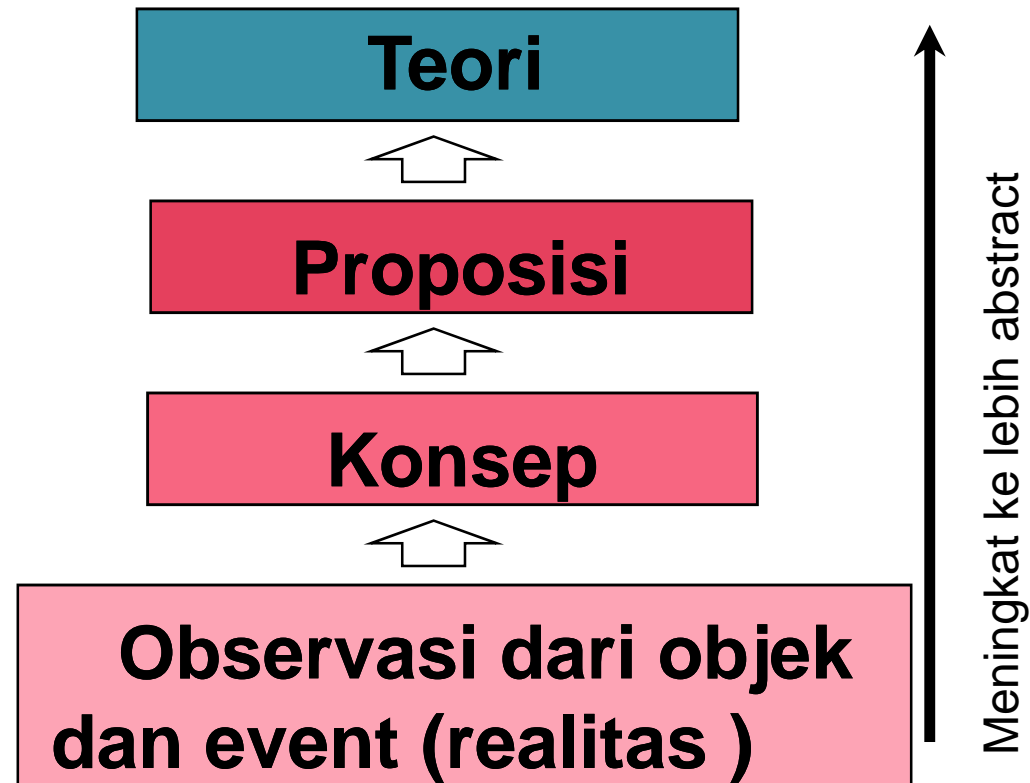 Teori
Proposisi
Konsep
Observasi dari objek
dan event (realitas )
Meningkat ke lebih abstract